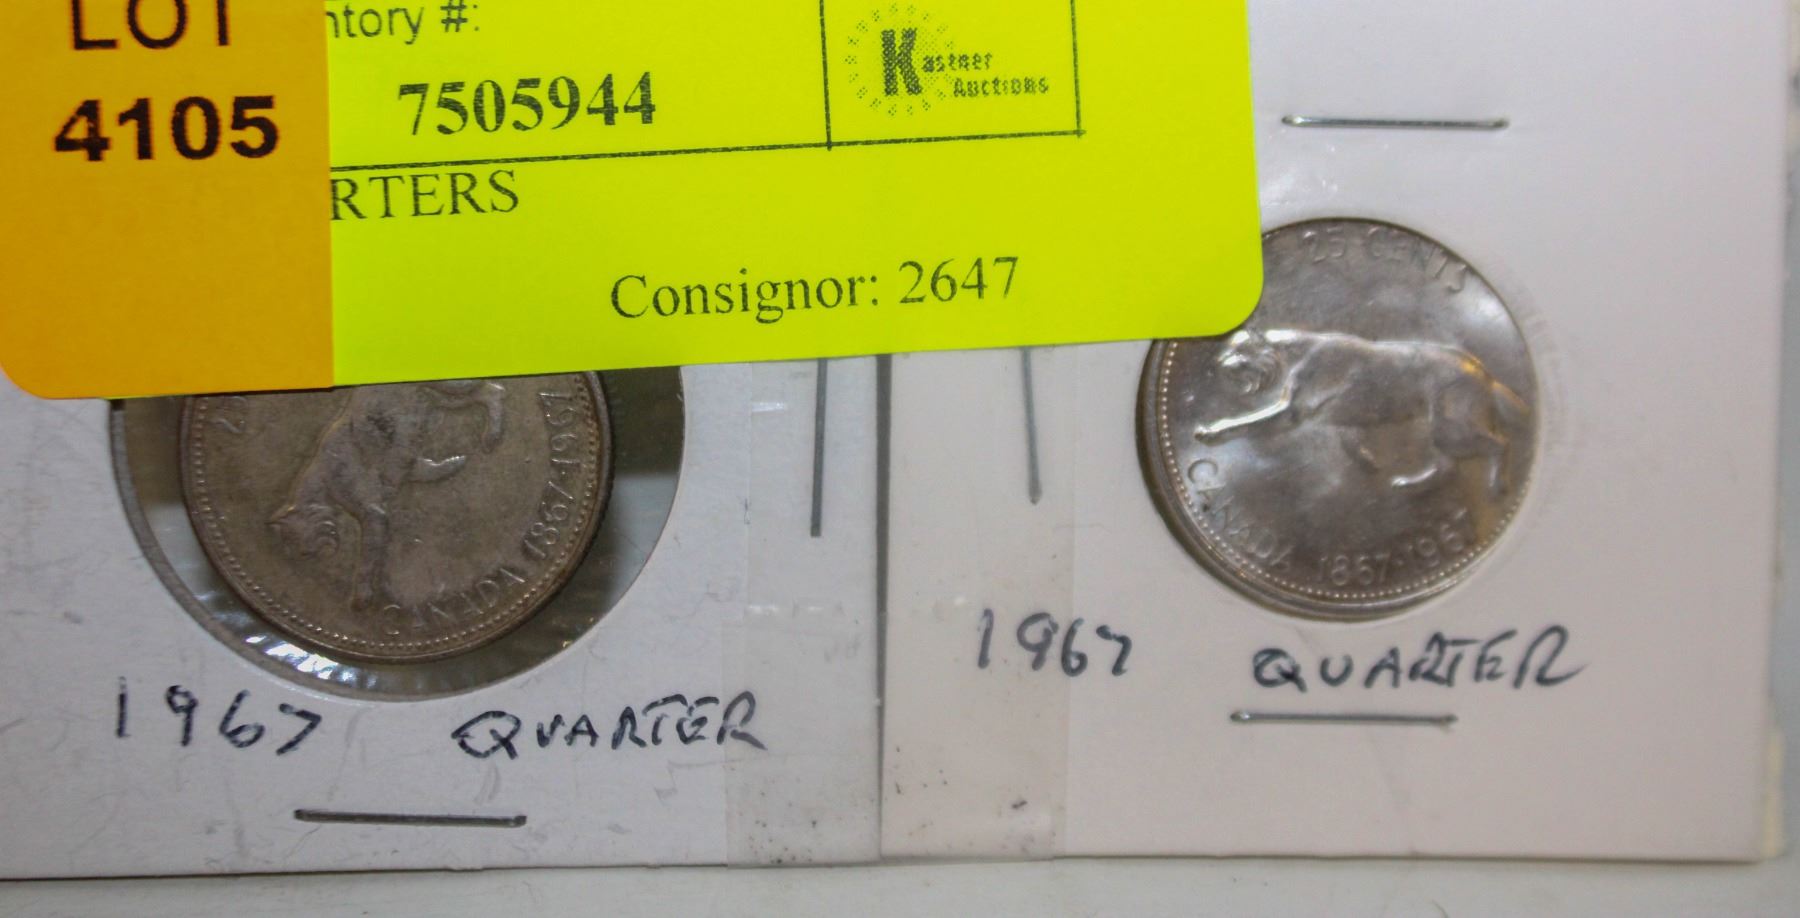 LOT
4105
ntory #:
7505944
Kastner
Auctions
RTERS
Consignor: 2647
25 CENTS
CANADA 1867-1967
CANADA 1867-1967
1967 QUARTER
1967 QUARTER